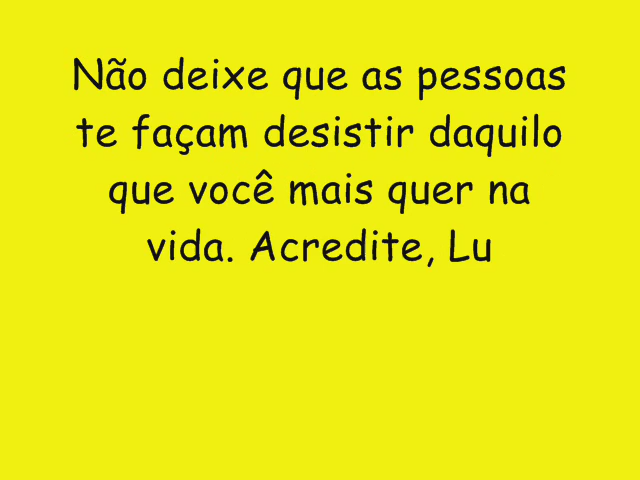 Não deixe que as pessoas
te façam desistir daquilo
que você mais quer na
vida. Acredite, Lu